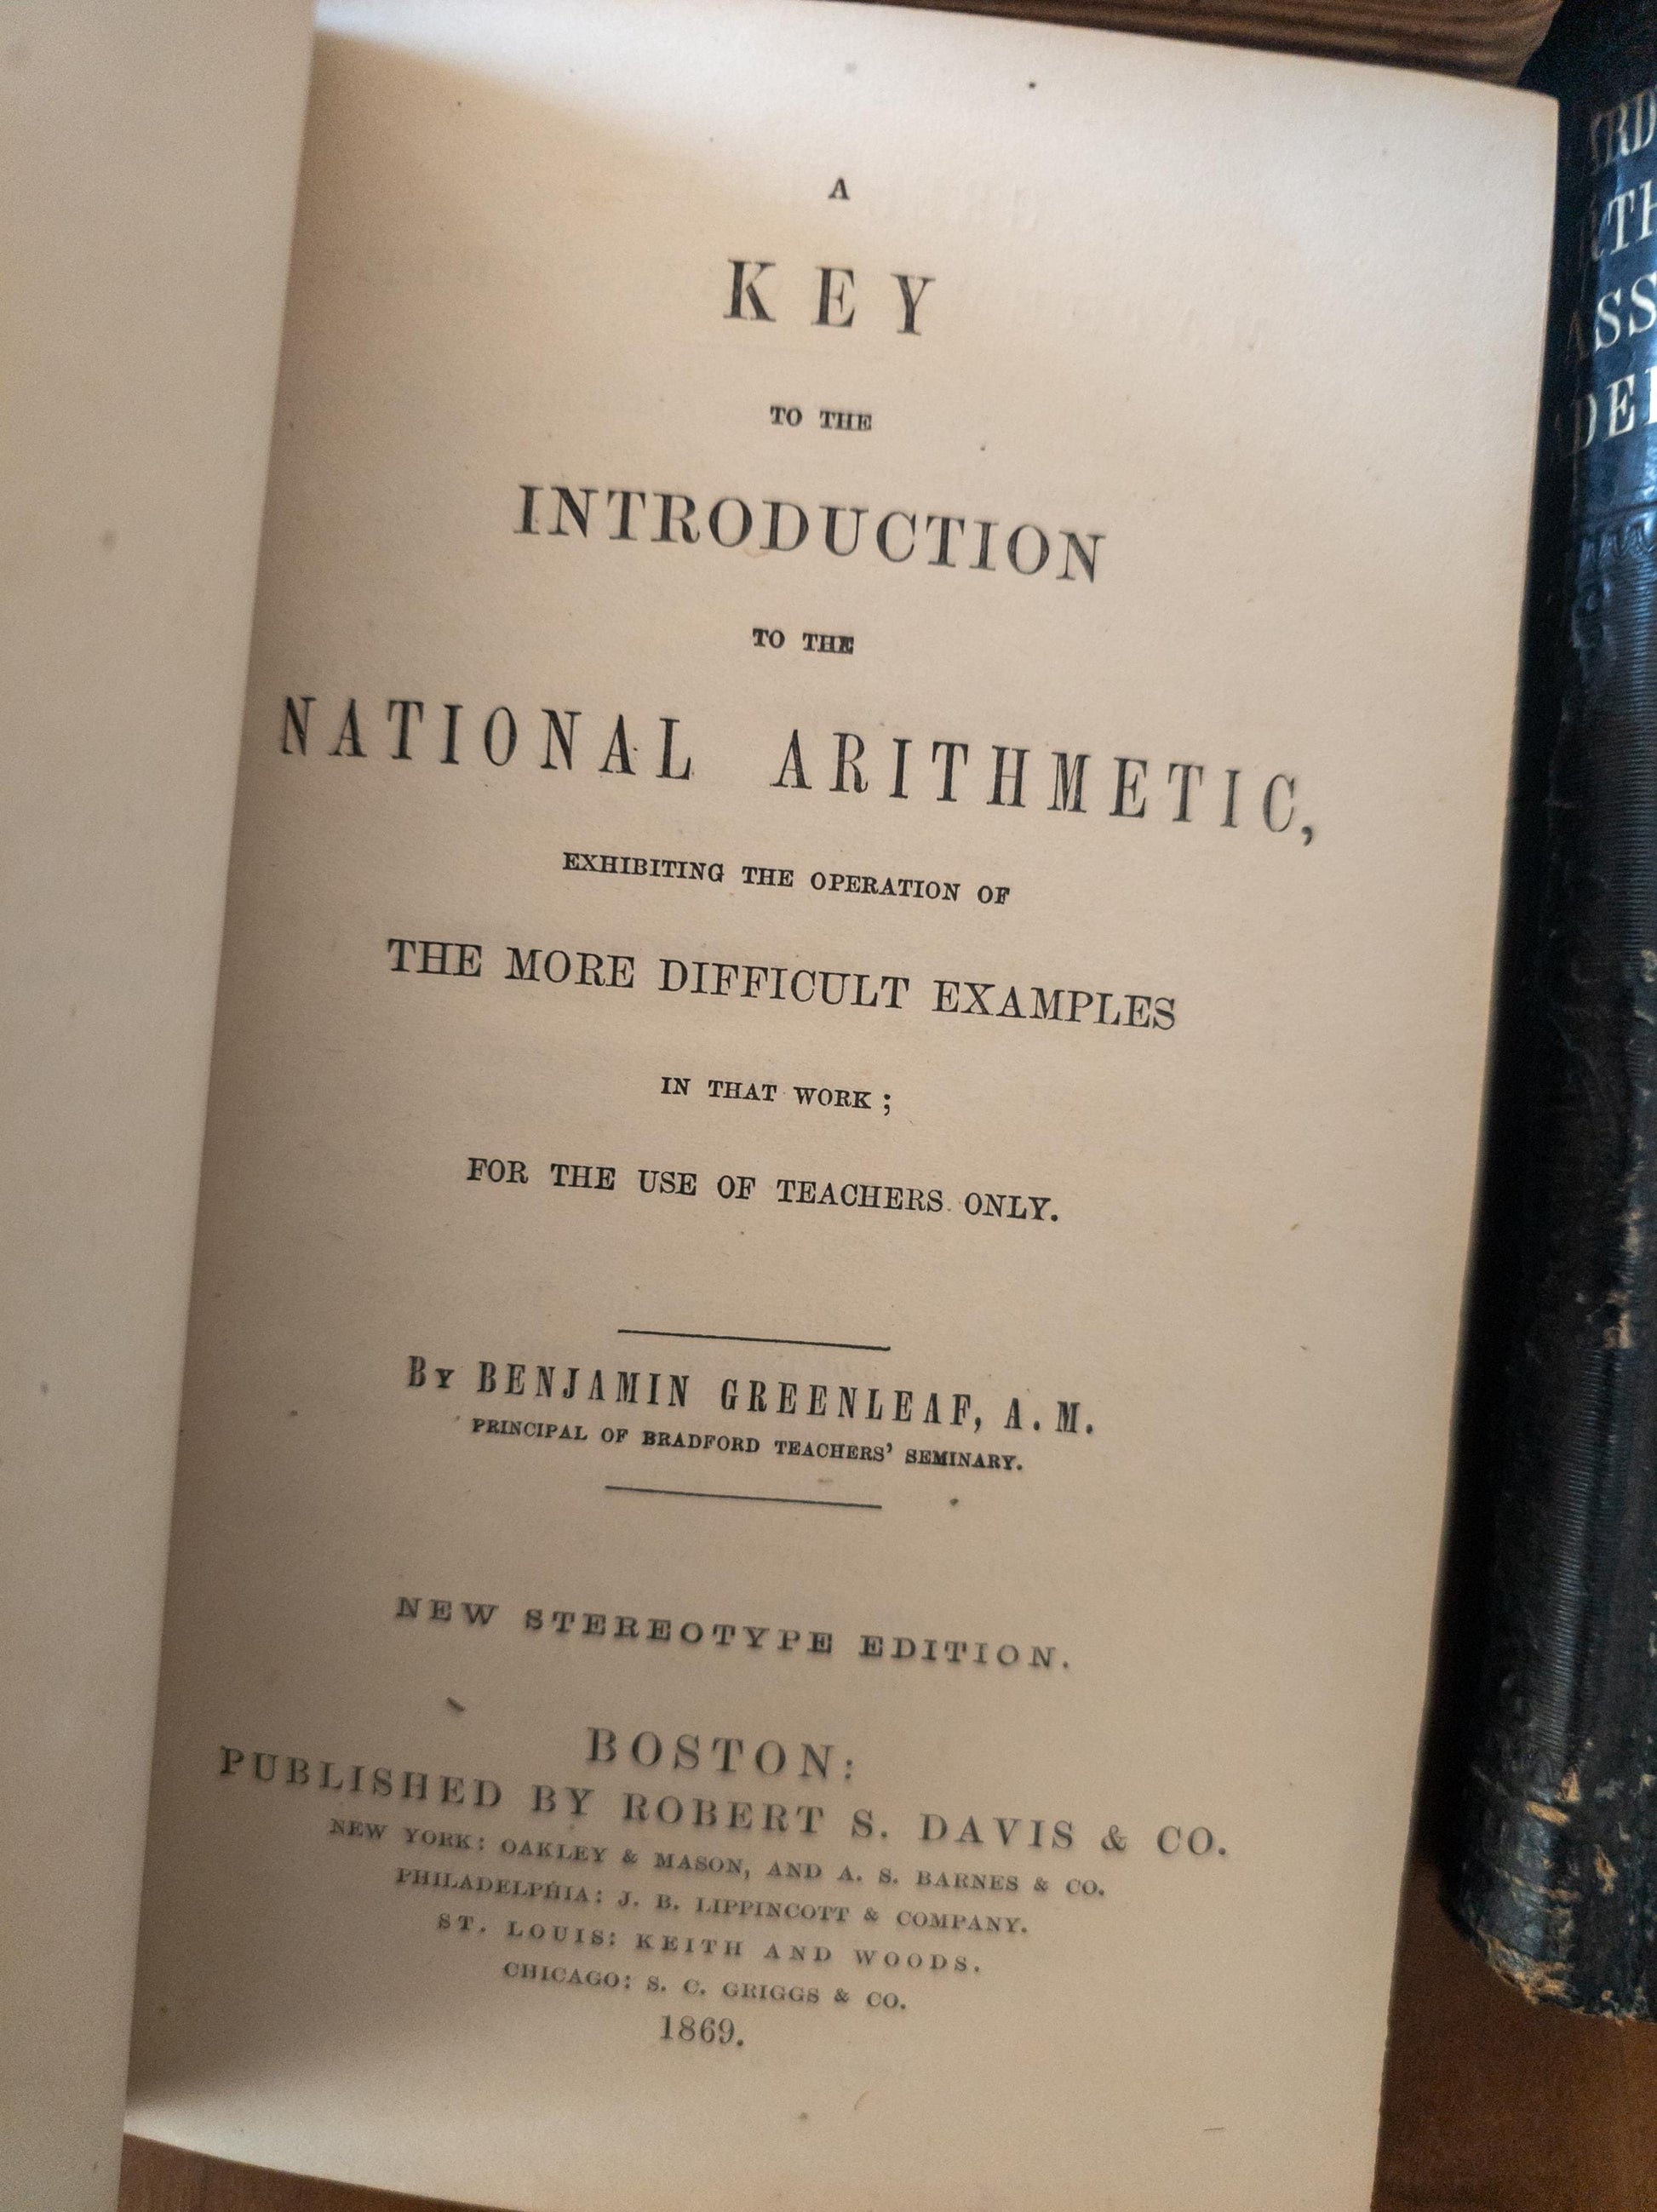 A
KEY
TO THE
INTRODUCTION
TO THE
NATIONAL ARITHMETIC,
EXHIBITING THE OPERATION OF
THE MORE DIFFICULT EXAMPLES
IN THAT WORK;
FOR THE USE OF TEACHERS ONLY.
BY BENJAMIN GREENLEAF, A.M.
PRINCIPAL OF BRADFORD TEACHERS' SEMINARY.
NEW STEREOTYPE EDITION.
BOSTON:
PUBLISHED BY ROBERT S. DAVIS & CO.
NEW YORK: OAKLEY & MASON, AND A. S. BARNES & CO.
PHILADELPHIA: J. B. LIPPINCOTT & COMPANY.
ST. LOUIS: KEITH AND WOODS.
CHICAGO: S. C. GRIGGS & CO.
1869.